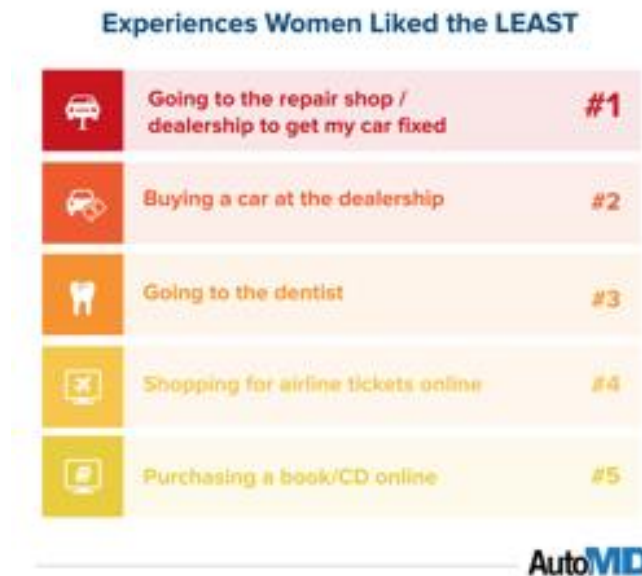 Experiences Women Liked the LEAST
Going to the repair shop /
dealership to get my car fixed
#1
Buying a car at the dealership
#2
Going to the dentist
#3
Shopping for airline tickets online
#4
Purchasing a book/CD online
#5
AutoMD